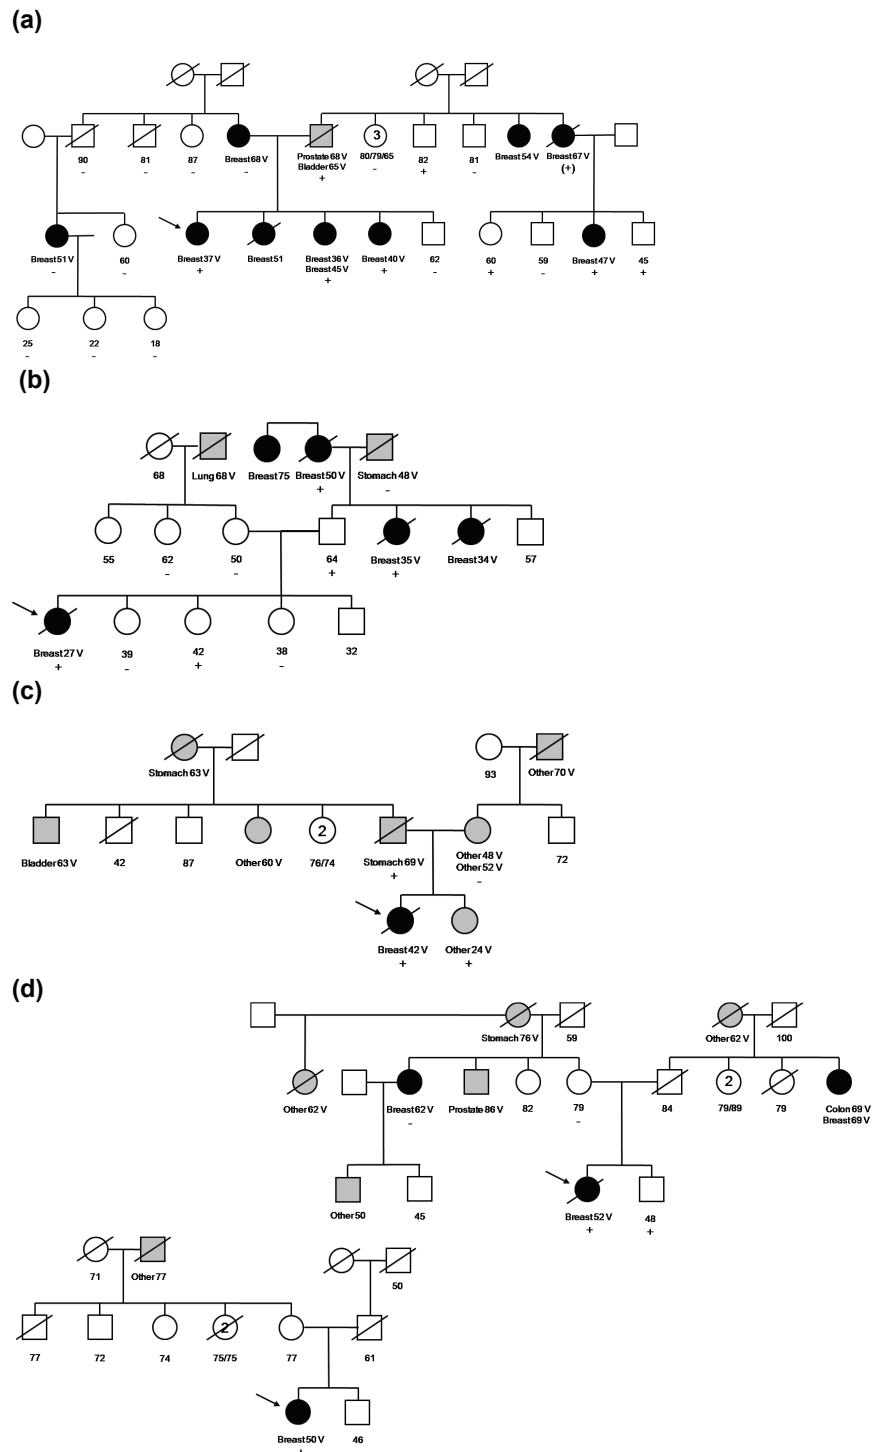 (a)
3
90 81 87 Breast 68 V Prostate 68 V 80/79/65 82 81 Breast 54 V Breast 67 V
Bladder 65 V
– – – – + – + – (+)
Breast 51 V 60 Breast 37 V Breast 51 Breast 36 V Breast 40 V 62 60 59 Breast 47 V 45
Breast 45 V
– – + + + – + – + +
25 22 18
– – –
(b)
68 Lung 68 V Breast 75 Breast 50 V Stomach 48 V
+ –
55 62 50 64 Breast 35 V Breast 34 V 57
– – + +
Breast 27 V 39 42 38 32
+ – + –
(c)
Stomach 63 V 93 Other 70 V
2
Bladder 63 V 42 87 Other 60 V 76/74 Stomach 69 V Other 48 V 72
Other 52 V
+ –
Breast 42 V Other 24 V
+ +
(d)
Stomach 76 V 59 Other 62 V 100
2
Other 62 V Breast 62 V Prostate 86 V 82 79 84 79/89 79 Colon 69 V
Breast 69 V
– –
Other 50 45 Breast 52 V 48
+ +
71 Other 77 50
2
77 72 74 75/75 77 61
Breast 50 V 46
+